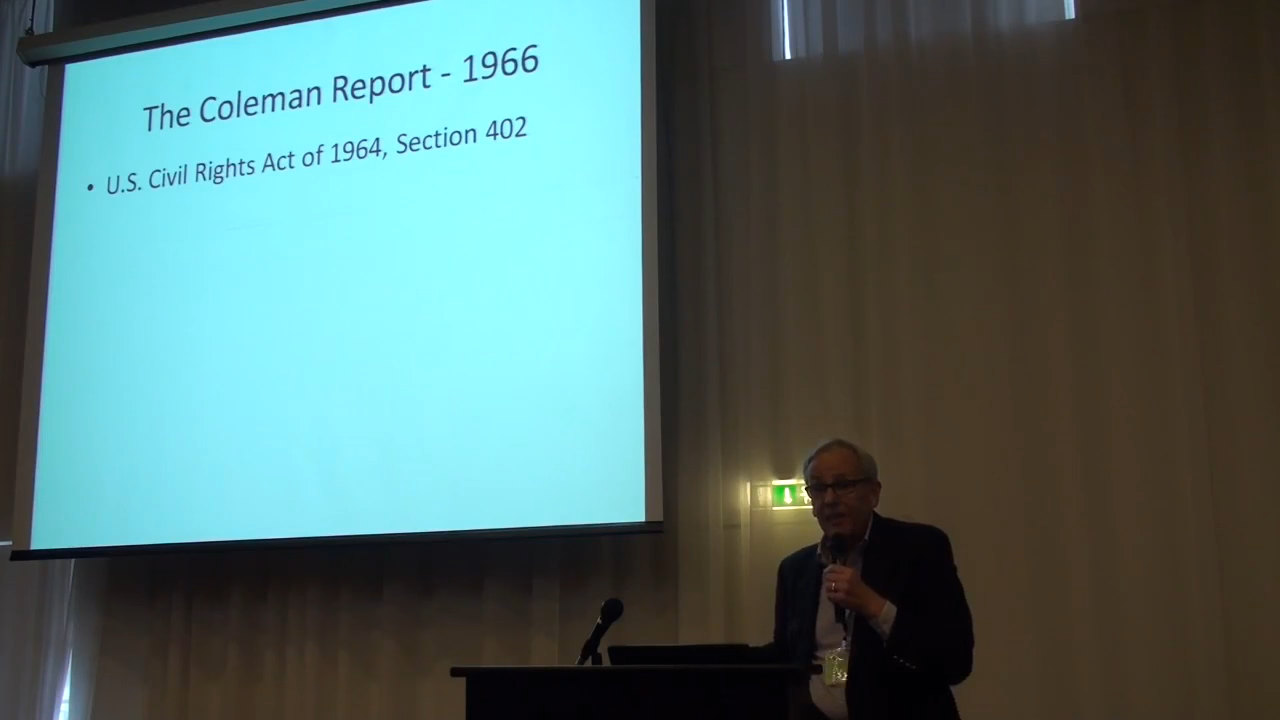 The Coleman Report - 1966
• U.S. Civil Rights Act of 1964, Section 402